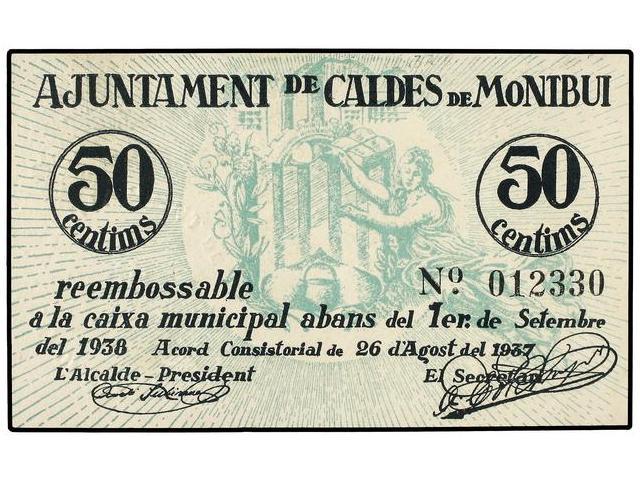 AJUNTAMENT DE CALDES DE MONTBUI
50 centims
50 centims
reembossable Nº. 012330
a la caixa municipal abans del 1er. de Setembre
del 1938 Acord Consistorial de 26 d'Agost del 1937
L'Alcalde-President El Secretari